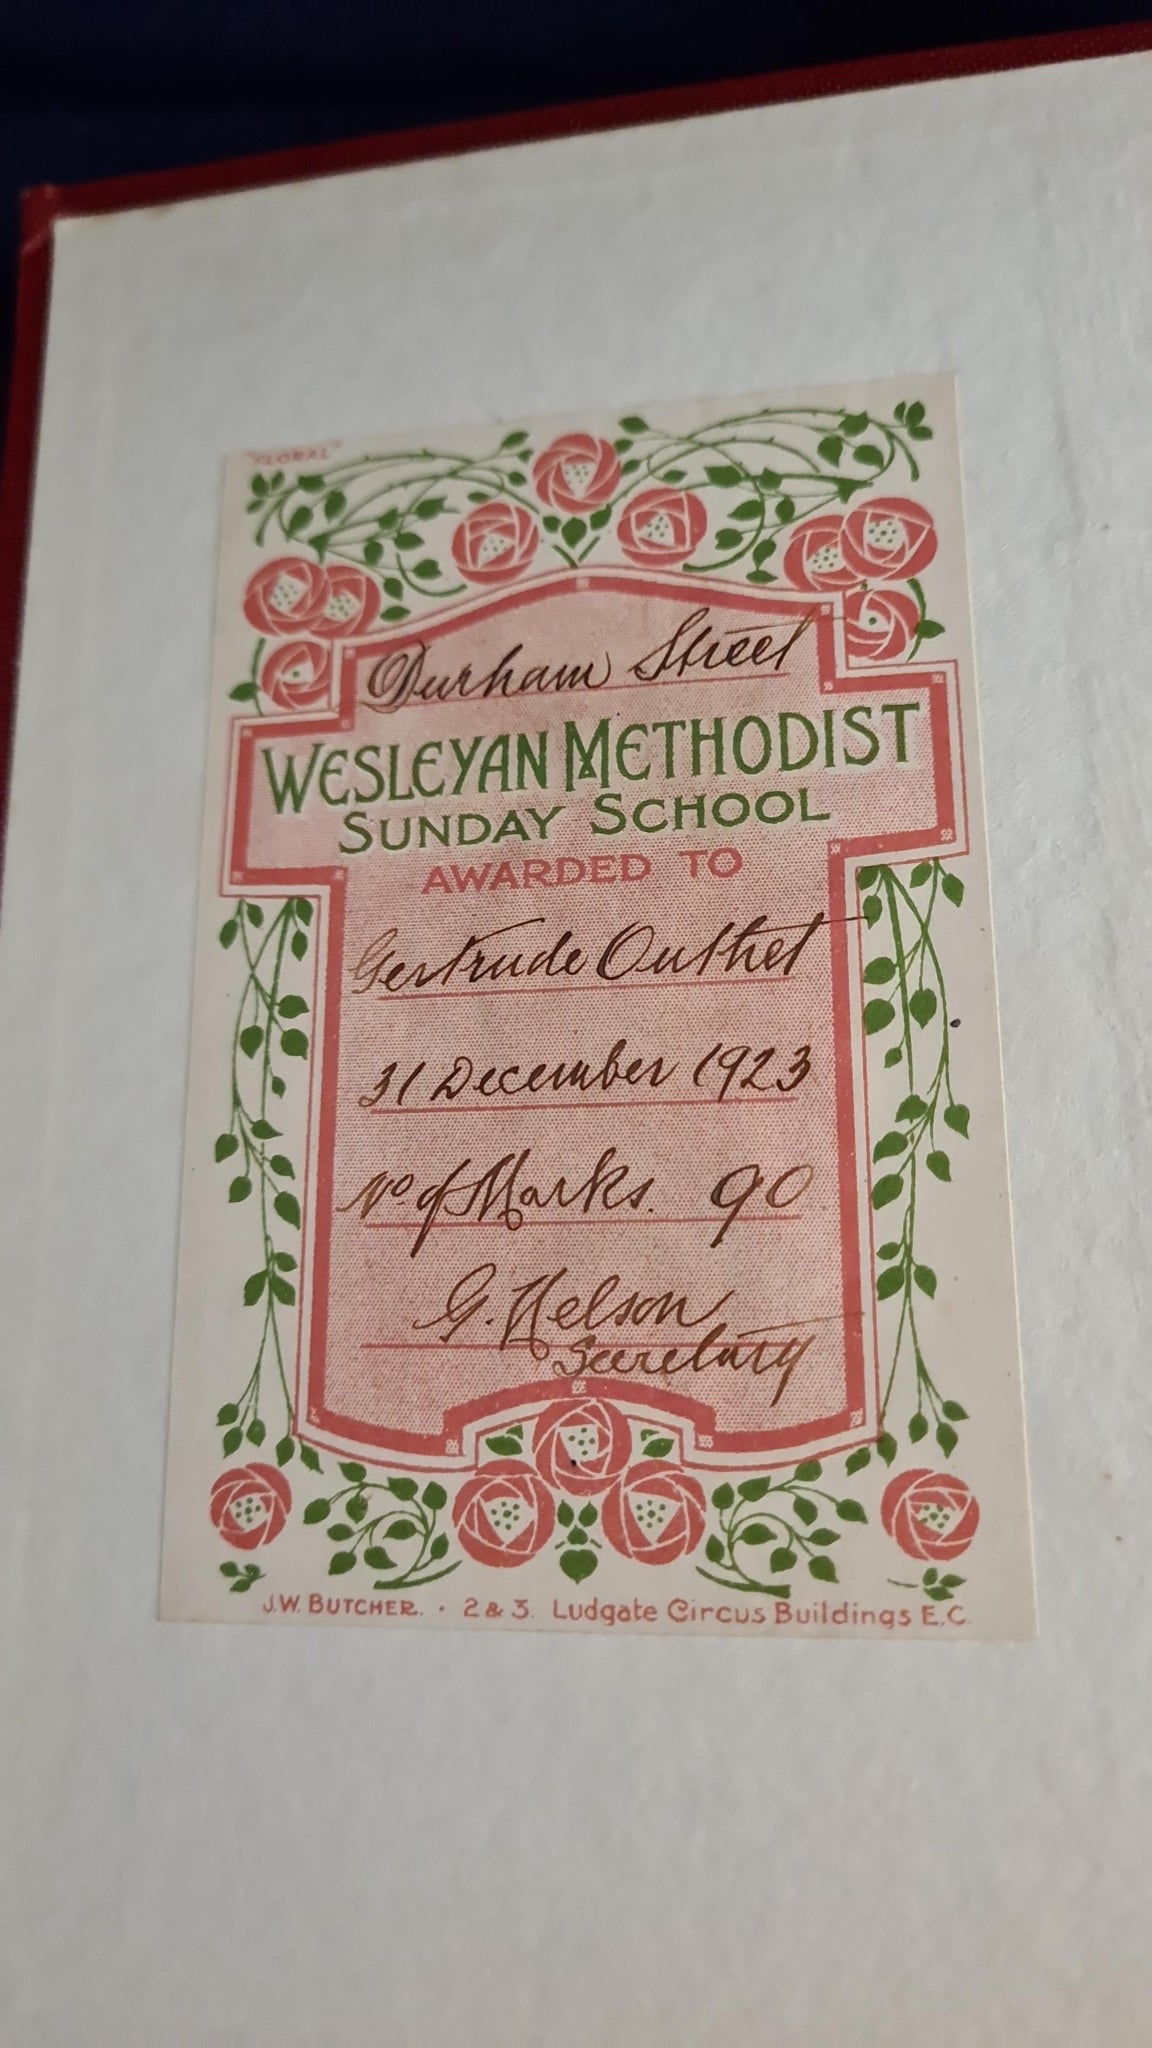 "FLORAL"
Durham Street
WESLEYAN METHODIST
SUNDAY SCHOOL
AWARDED TO
Gertrude Outhet
31 December 1923
No of Marks. 90
G. Nelson
Secretary
J.W. BUTCHER. · 2 & 3. Ludgate Circus Buildings E.C.